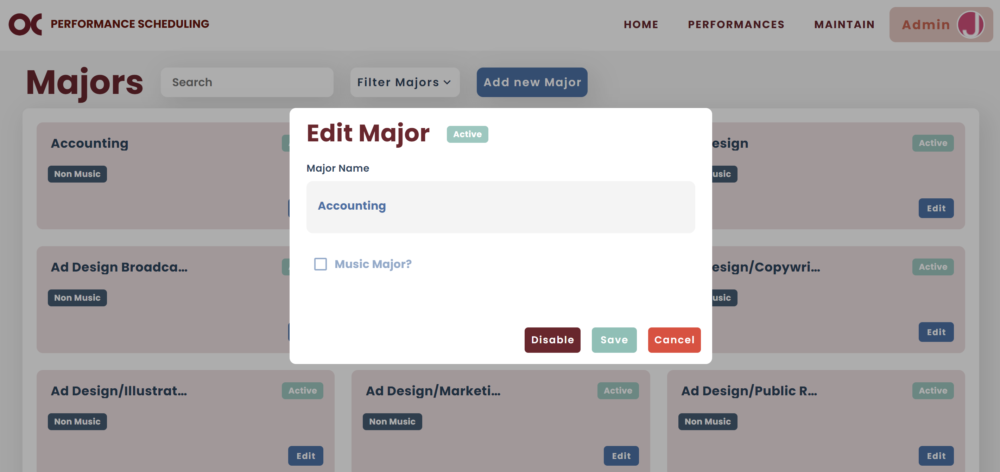 OC PERFORMANCE SCHEDULING
HOME PERFORMANCES MAINTAIN Admin J
Majors Search Filter Majors Add new Major
Edit Major Active
Major Name
Accounting
Music Major?
Disable Save Cancel
Accounting
Non Music
esign Active
usic
Edit
Ad Design Broadca...
Non Music
esign/Copywri... Active
usic
Edit
Ad Design/Illustrat... Active
Non Music
Edit
Ad Design/Marketi... Active
Non Music
Edit
Ad Design/Public R... Active
Non Music
Edit